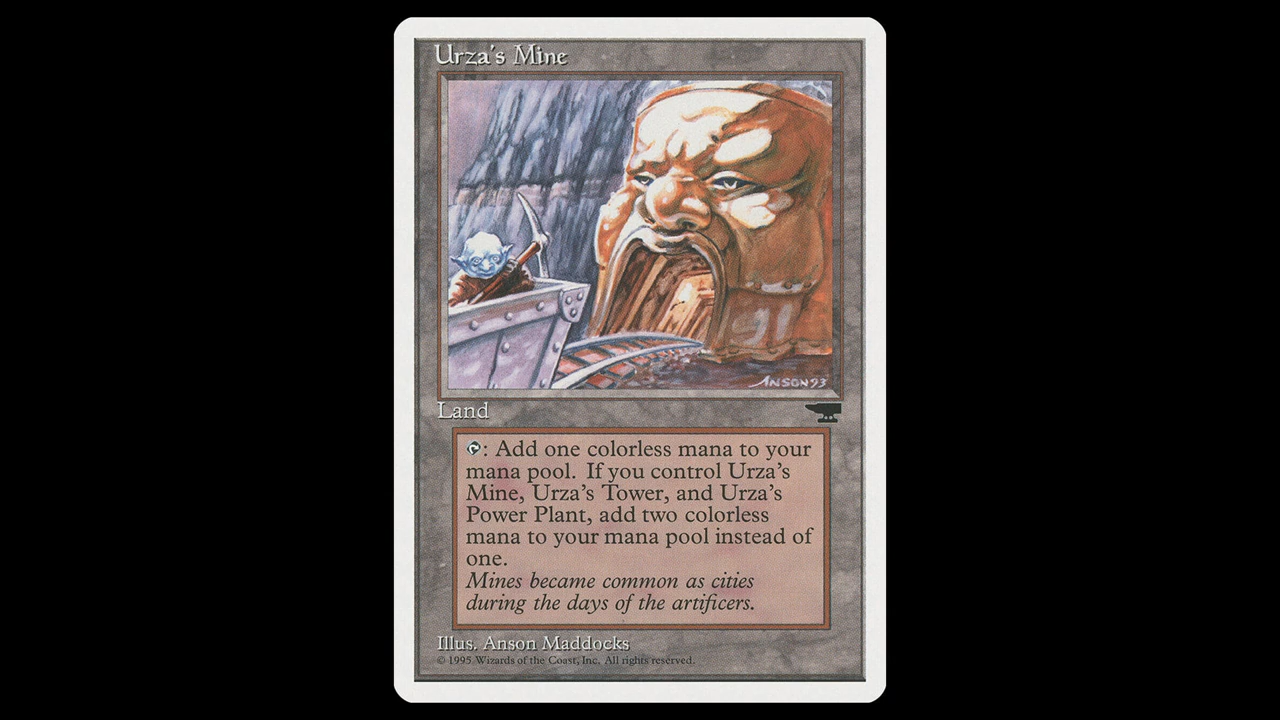 Urza's Mine
91
ANSON93
Land
: Add one colorless mana to your
mana pool. If you control Urza's
Mine, Urza's Tower, and Urza's
Power Plant, add two colorless
mana to your mana pool instead of
one.
Mines became common as cities
during the days of the artificers.
Illus. Anson Maddocks
© 1995 Wizards of the Coast, Inc. All rights reserved.